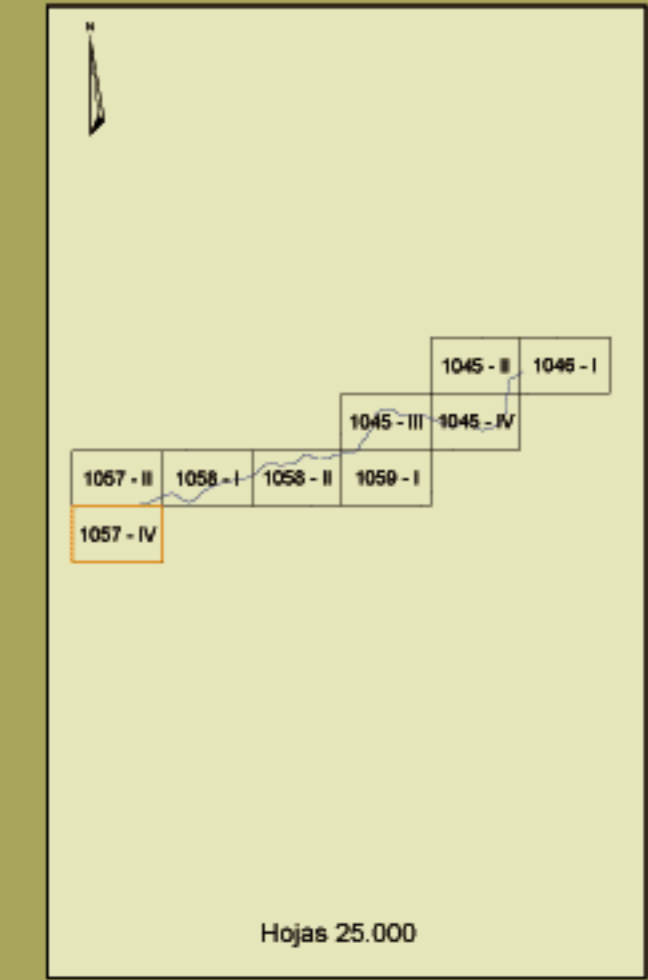 N
1045 - II 1046 - I
1045 - III 1045 - IV
1057 - II 1058 - I 1058 - II 1059 - I
1057 - IV
Hojas 25.000